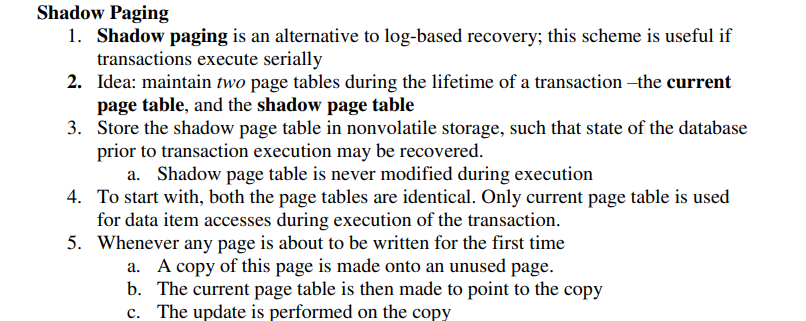 Shadow Paging
1. Shadow paging is an alternative to log-based recovery; this scheme is useful if
transactions execute serially
2. Idea: maintain two page tables during the lifetime of a transaction –the current
page table, and the shadow page table
3. Store the shadow page table in nonvolatile storage, such that state of the database
prior to transaction execution may be recovered.
a. Shadow page table is never modified during execution
4. To start with, both the page tables are identical. Only current page table is used
for data item accesses during execution of the transaction.
5. Whenever any page is about to be written for the first time
a. A copy of this page is made onto an unused page.
b. The current page table is then made to point to the copy
c. The update is performed on the copy